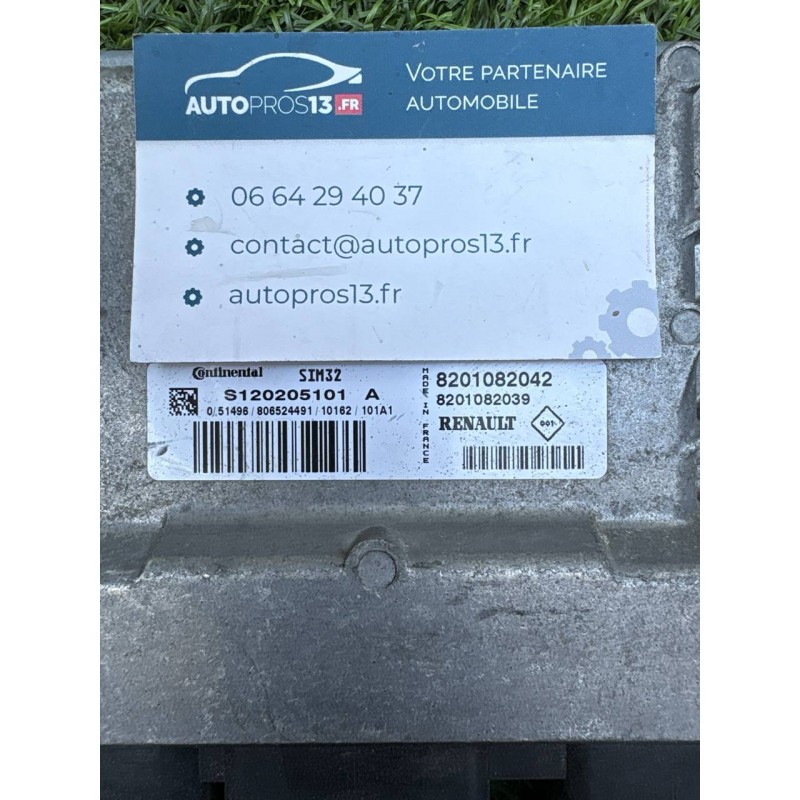 AUTOPROS13.FR
VOTRE PARTENAIRE
AUTOMOBILE
06 64 29 40 37
contact@autopros13.fr
autopros13.fr
Continental SIM32
S120205101 A
0/51496/806524491/10162/101A1
MADE IN FRANCE
8201082042
8201082039
RENAULT
001